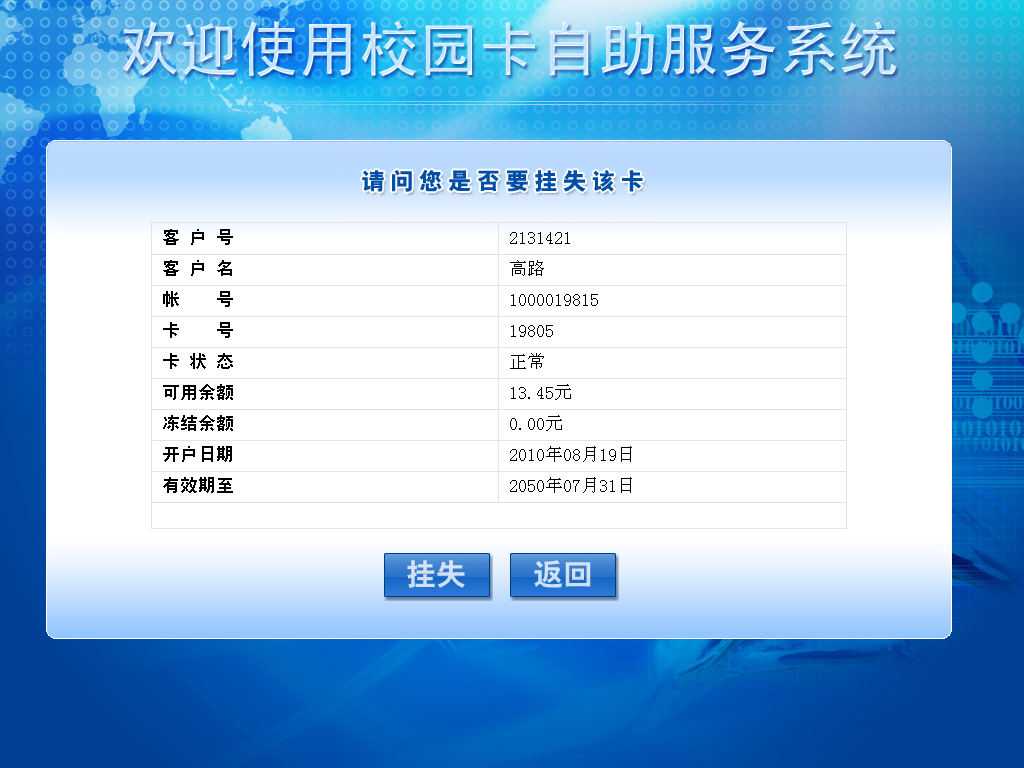 欢迎使用校园卡自助服务系统
请问您是否要挂失该卡
客 户 号 2131421
客 户 名 高路
帐 号 1000019815
卡 号 19805
卡 状 态 正常
可用余额 13.45元
冻结余额 0.00元
开户日期 2010年08月19日
有效期至 2050年07月31日
挂失 返回